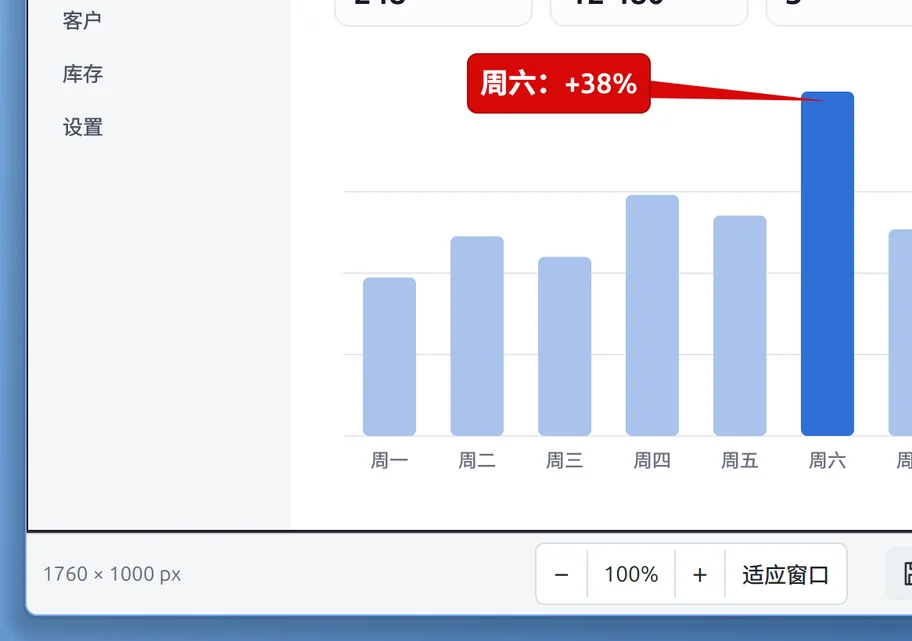 客户
库存
设置
周六：+38%
周一 周二 周三 周四 周五 周六
1760 × 1000 px
− 100% + 适应窗口